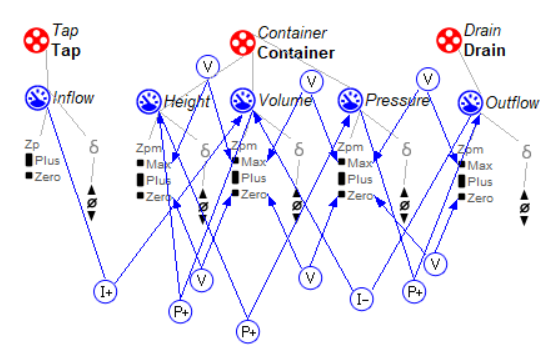 Tap
Tap
Container
Container
Drain
Drain
V
V
V
Inflow
Height
Volume
Pressure
Outflow
Zp
Plus
Zero
δ
Zpm
Max
Plus
Zero
δ
Zpm
Max
Plus
Zero
δ
Zpm
Max
Plus
Zero
δ
Zpm
Max
Plus
Zero
δ
ø
ø
ø
ø
ø
V
V
V
I+
P+
P+
I-
P+